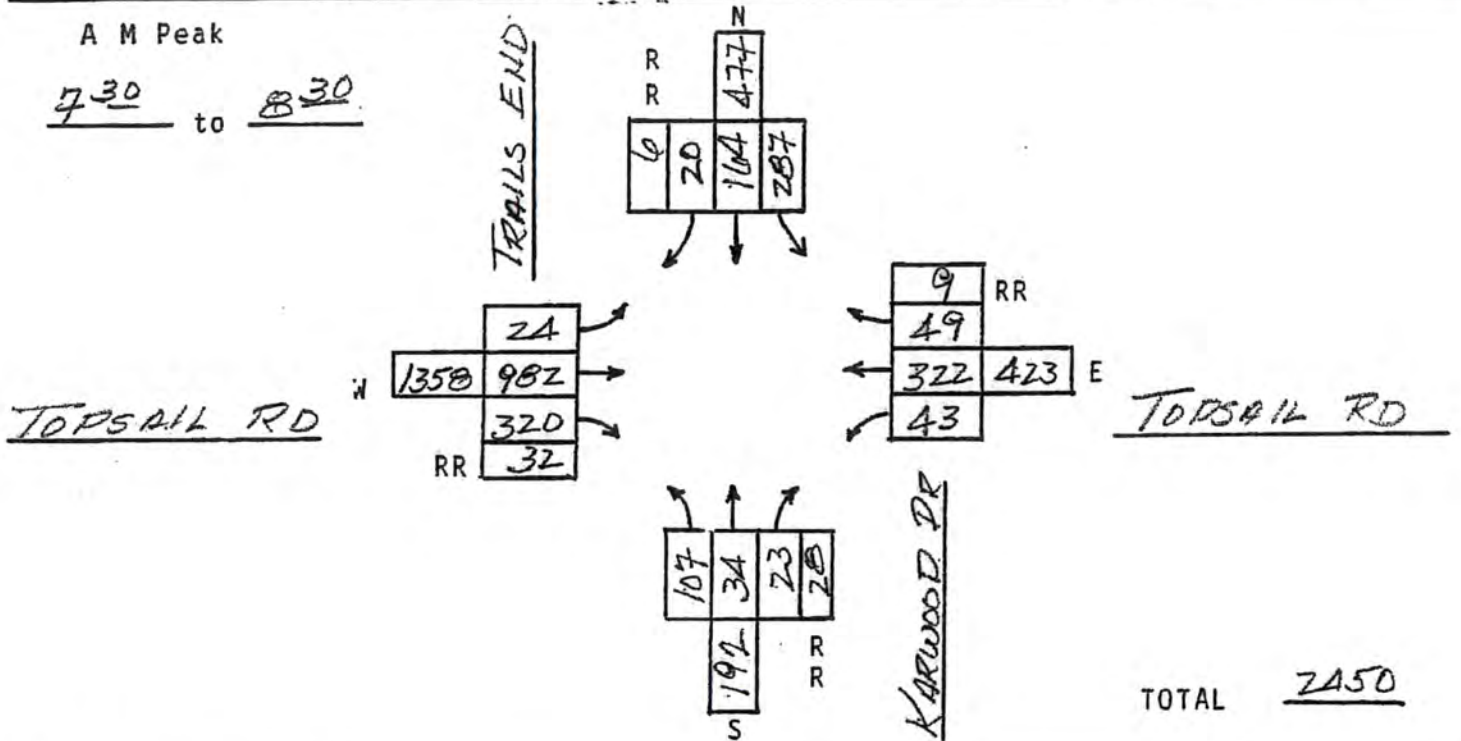 A M Peak
7 30 to 8 30
TRAILS END
N
477
R R
6 20 164 287
24
W 1358 982
320
RR 32
TOPSAIL RD
9 RR
49
322 423 E
43
TOPSAIL RD
107 34 23 28
192
R R
S
KARWOOD DR
TOTAL 2450